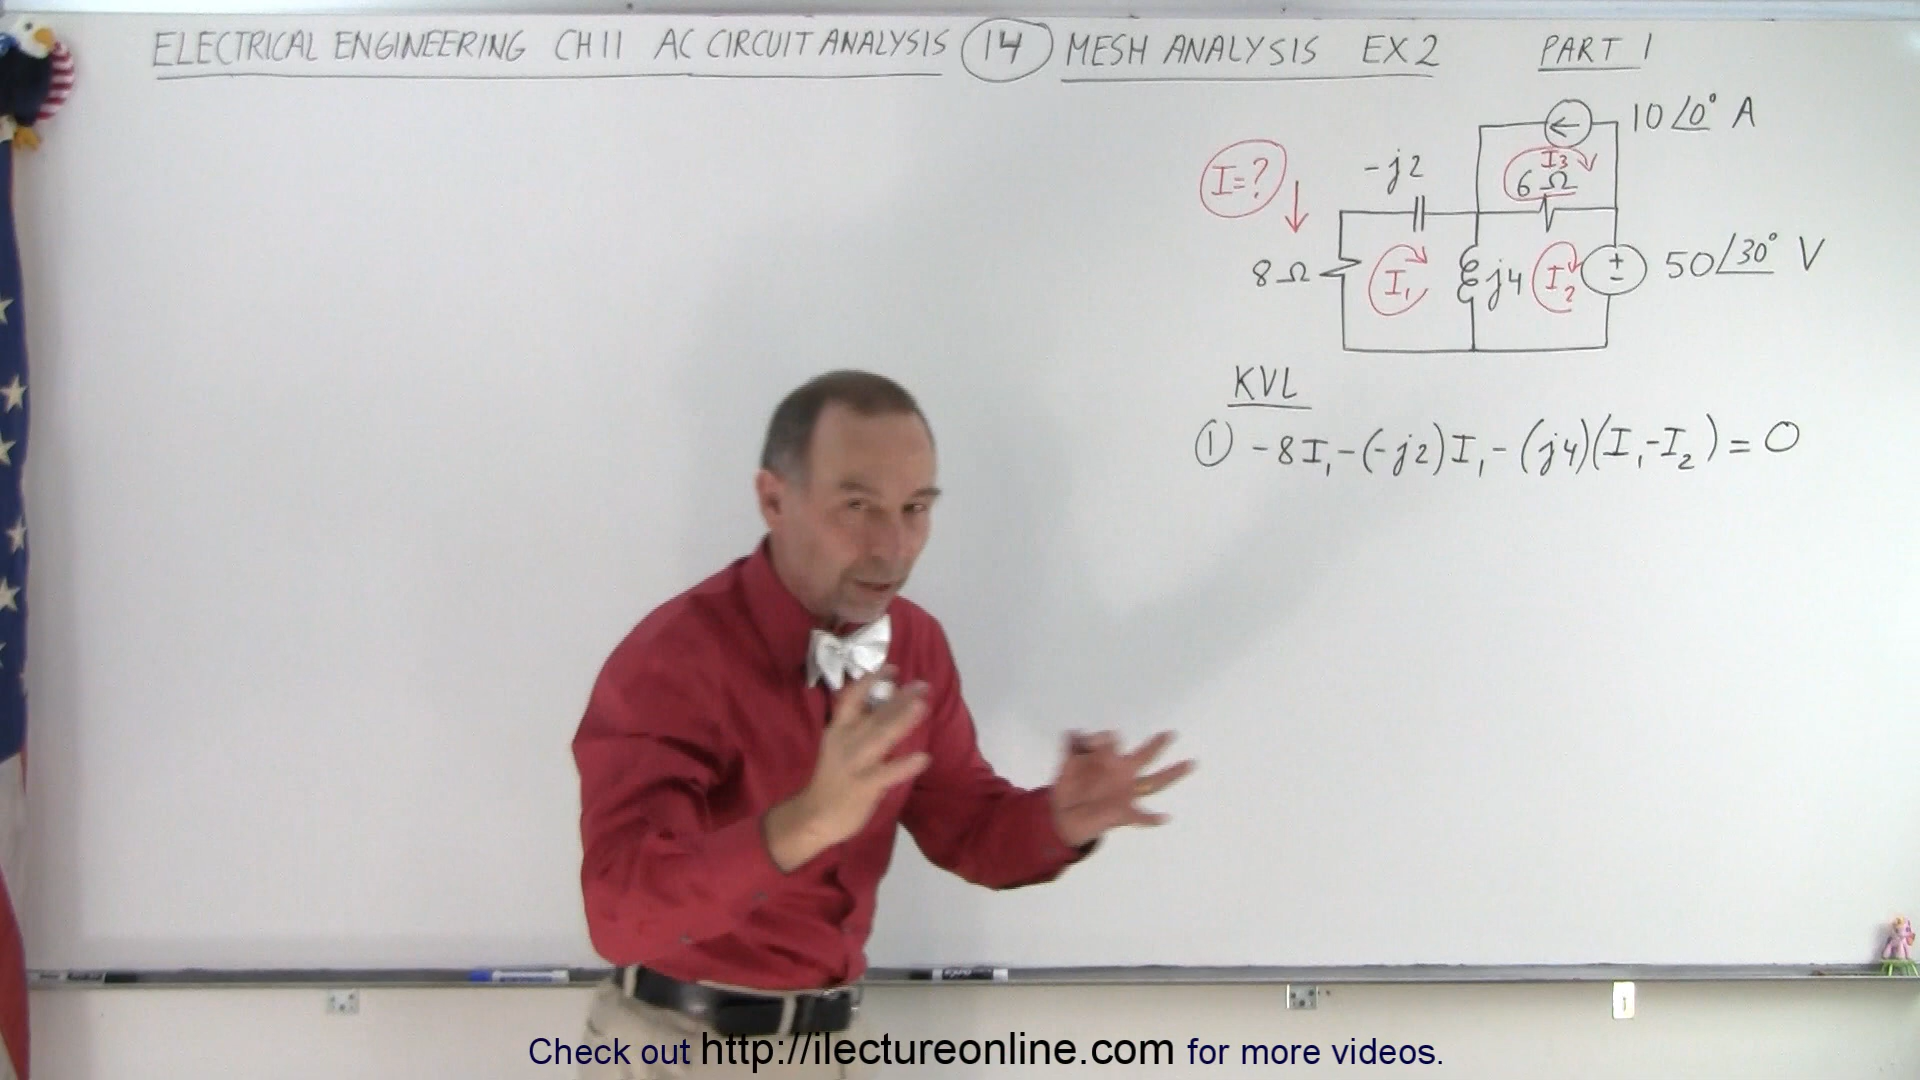 ELECTRICAL ENGINEERING CH 11 AC CIRCUIT ANALYSIS 14 MESH ANALYSIS EX 2 PART 1
10∠0° A
I=?
-j2
I3
6Ω
8Ω
I₁
j4
I₂
+
-
50∠30° V
KVL
① -8I₁-(-j2)I₁-(j4)(I₁-I₂)=0
Check out http://ilectureonline.com for more videos.